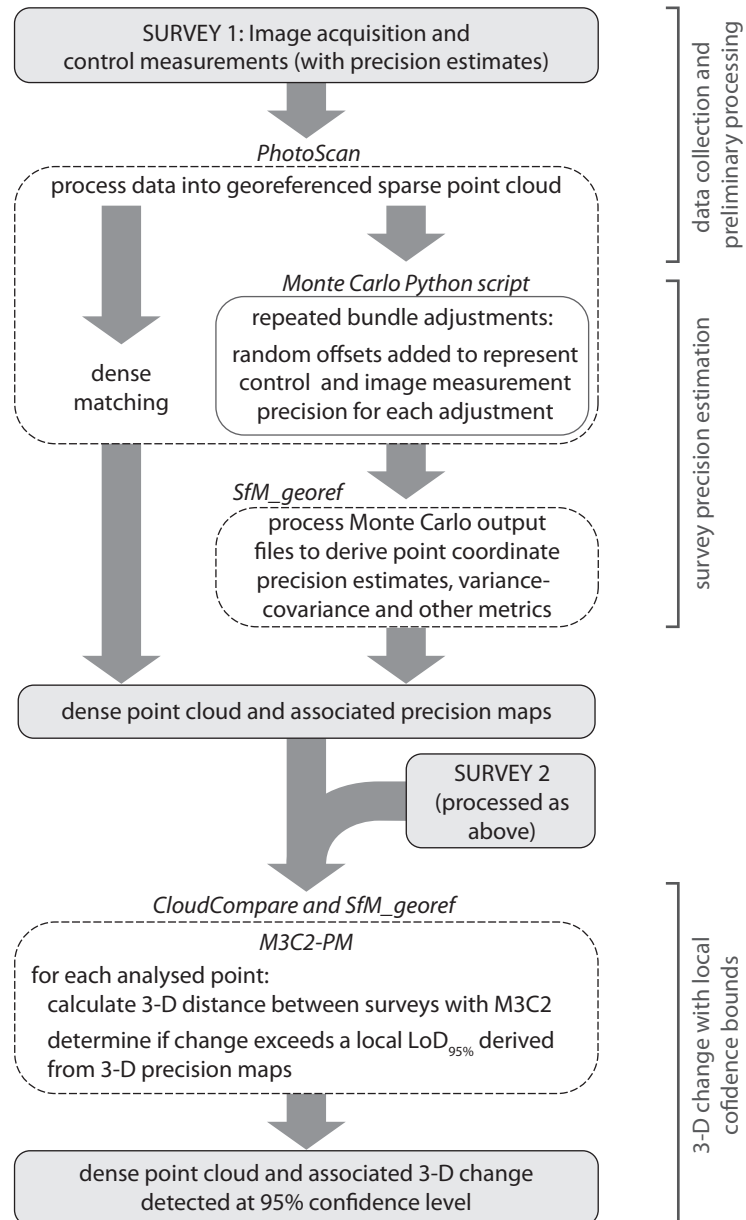 SURVEY 1: Image acquisition and
control measurements (with precision estimates)
data collection and
preliminary processing
PhotoScan
process data into georeferenced sparse point cloud
Monte Carlo Python script
repeated bundle adjustments:
random offsets added to represent
control and image measurement
precision for each adjustment
dense
matching
survey precision estimation
SfM_georef
process Monte Carlo output
files to derive point coordinate
precision estimates, variance-
covariance and other metrics
dense point cloud and associated precision maps
SURVEY 2
(processed as
above)
CloudCompare and SfM_georef
M3C2-PM
for each analysed point:
calculate 3-D distance between surveys with M3C2
determine if change exceeds a local LoD95% derived
from 3-D precision maps
3-D change with local
cofidence bounds
dense point cloud and associated 3-D change
detected at 95% confidence level